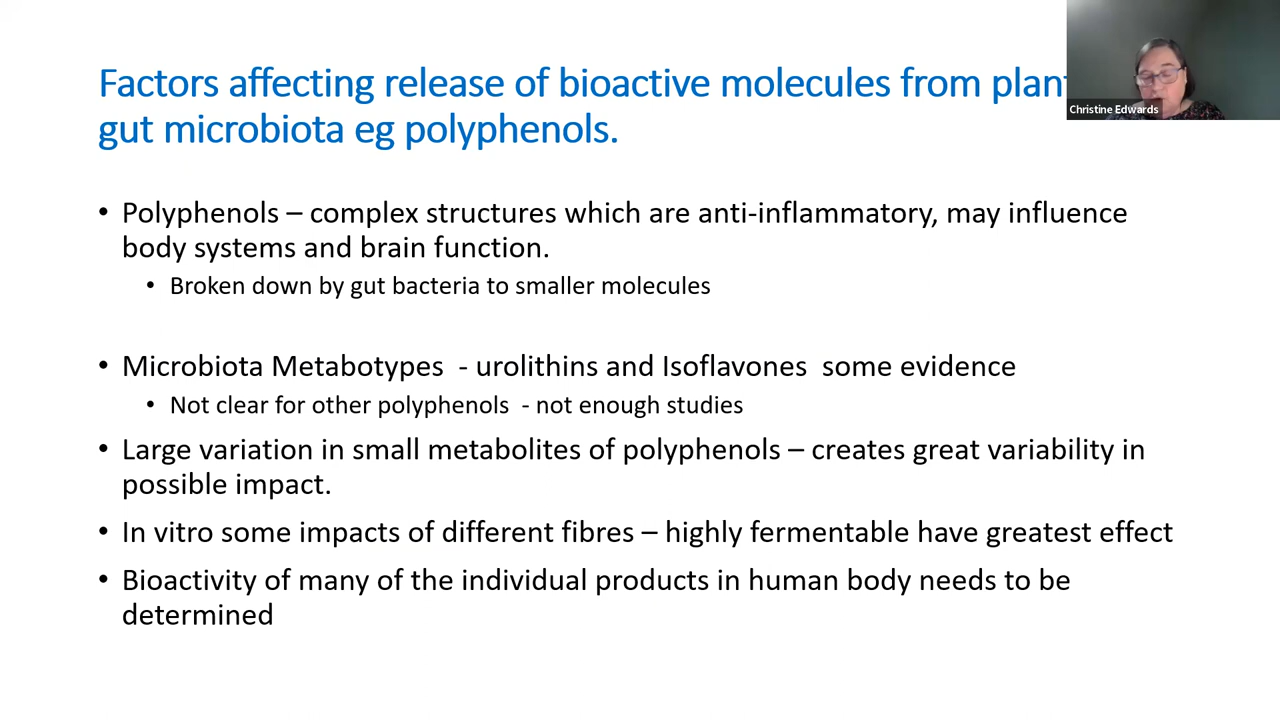 Factors affecting release of bioactive molecules from plant
gut microbiota eg polyphenols.
Christine Edwards
• Polyphenols – complex structures which are anti-inflammatory, may influence
body systems and brain function.
• Broken down by gut bacteria to smaller molecules
• Microbiota Metabotypes - urolithins and Isoflavones some evidence
• Not clear for other polyphenols - not enough studies
• Large variation in small metabolites of polyphenols – creates great variability in
possible impact.
• In vitro some impacts of different fibres – highly fermentable have greatest effect
• Bioactivity of many of the individual products in human body needs to be
determined